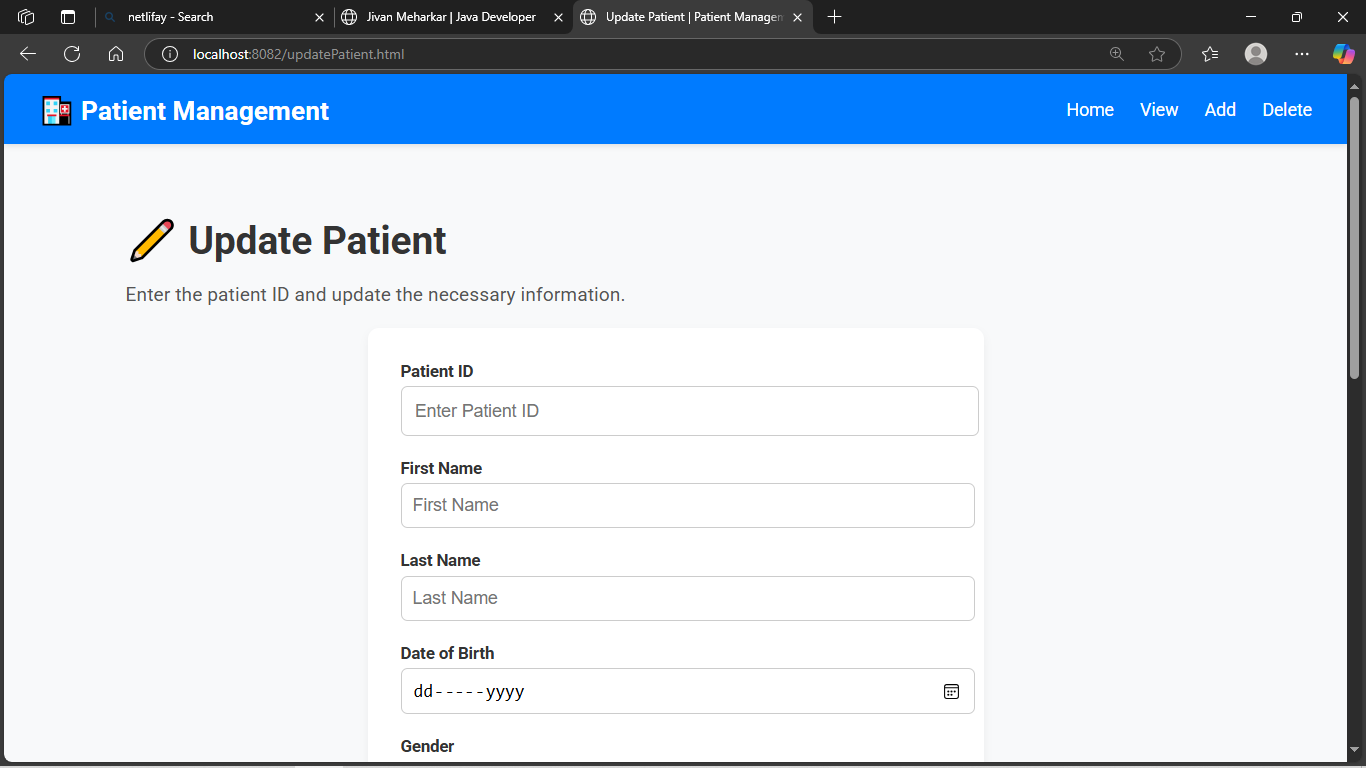 netlifay - Search
Jivan Meharkar | Java Developer
Update Patient | Patient Managen
localhost:8082/updatePatient.html
Patient Management
Home View Add Delete
Update Patient
Enter the patient ID and update the necessary information.
Patient ID
Enter Patient ID
First Name
First Name
Last Name
Last Name
Date of Birth
dd-----yyyy
Gender